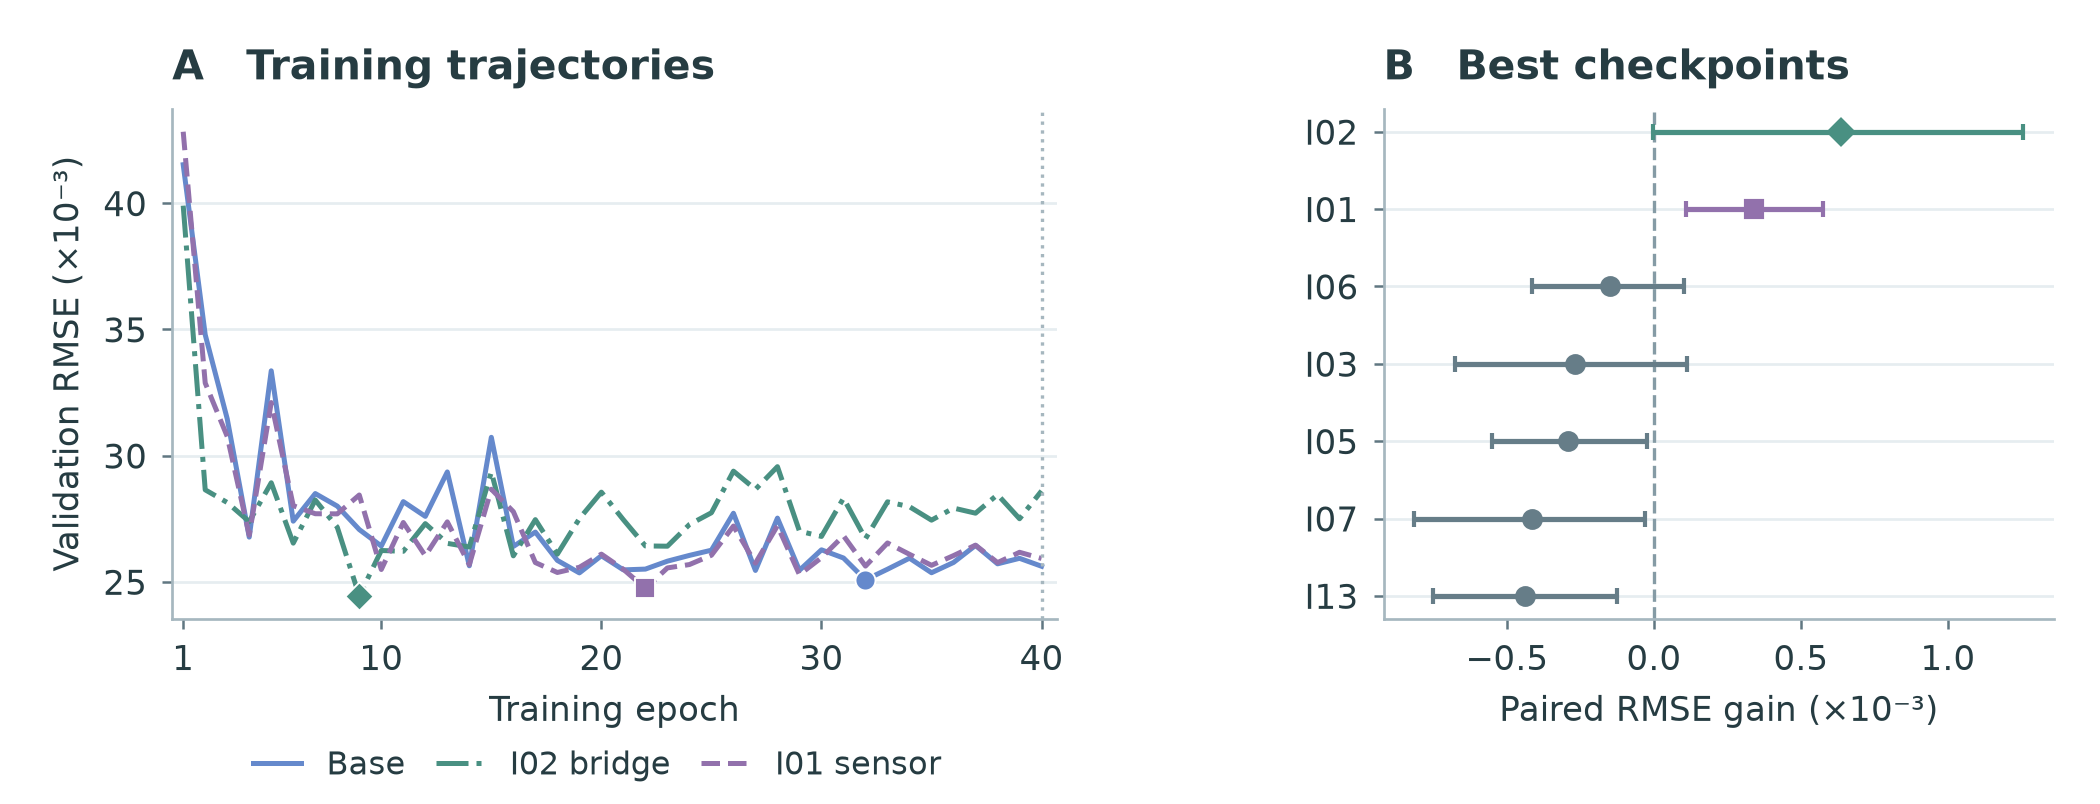 A Training trajectories
Validation RMSE (×10⁻³)
40
35
30
25
1 10 20 30 40
Training epoch
Base I02 bridge I01 sensor
B Best checkpoints
I02
I01
I06
I03
I05
I07
I13
−0.5 0.0 0.5 1.0
Paired RMSE gain (×10⁻³)